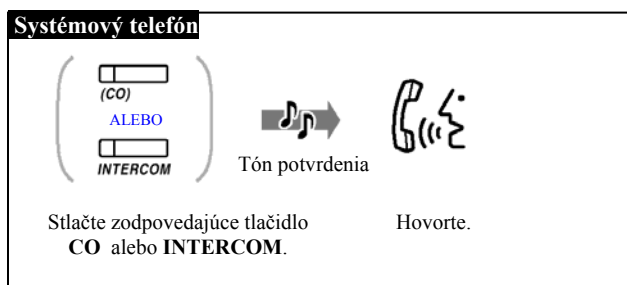 Systémový telefón
(CO)
ALEBO
INTERCOM
Tón potvrdenia
Stlačte zodpovedajúce tlačidlo
CO alebo INTERCOM.
Hovorte.